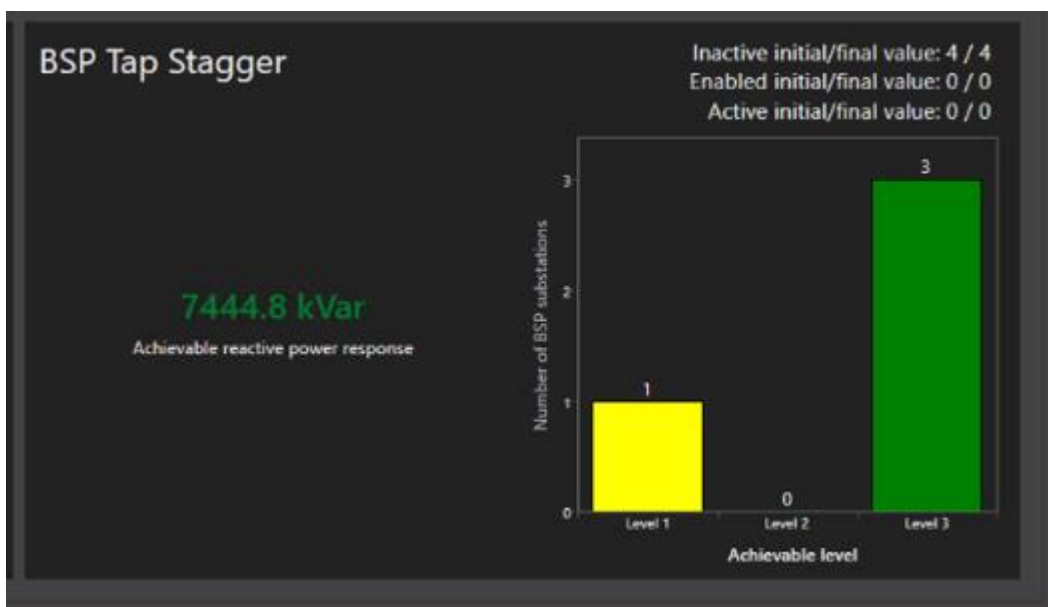 BSP Tap Stagger
Inactive initial/final value: 4 / 4
Enabled initial/final value: 0 / 0
Active initial/final value: 0 / 0
7444.8 kVar
Achievable reactive power response
Number of BSP substations
3
2
1
0
1
0
3
Level 1
Level 2
Level 3
Achievable level